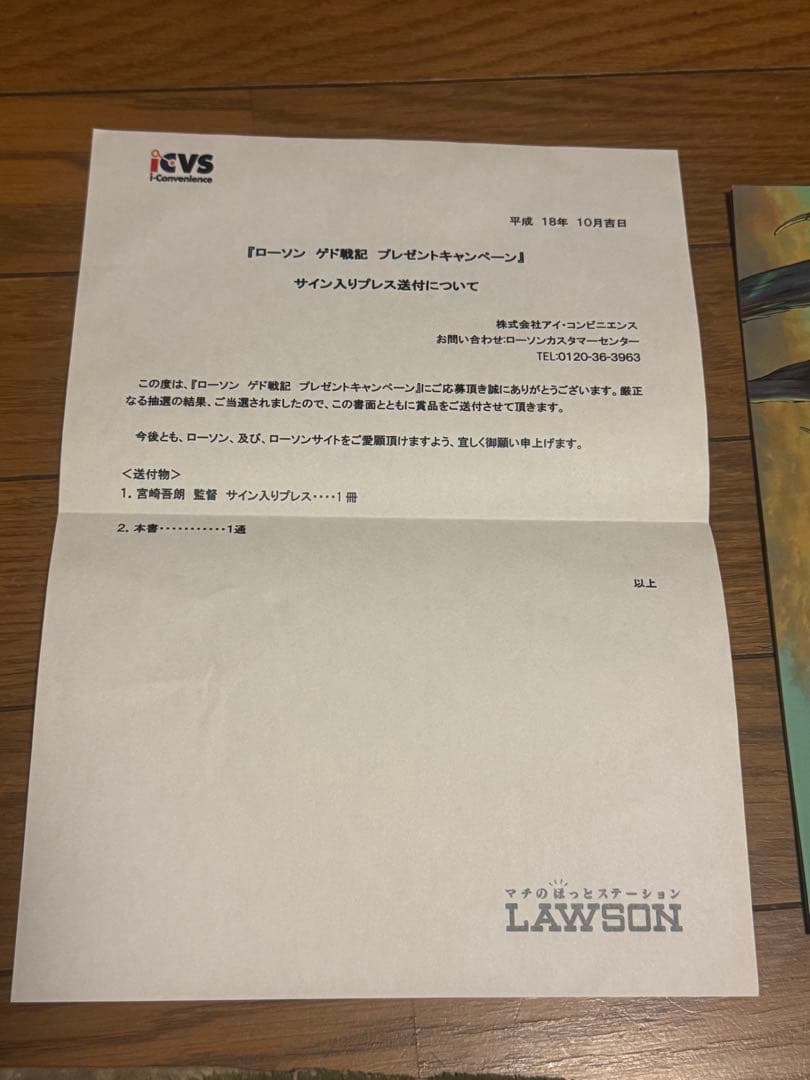 iCVS
i-Convenience
平成 18年 10月吉日
『ローソン ゲド戦記 プレゼントキャンペーン』
サイン入りプレス送付について
株式会社アイ・コンビニエンス
お問い合わせ:ローソンカスタマーセンター
TEL:0120-36-3963
この度は、『ローソン ゲド戦記 プレゼントキャンペーン』にご応募頂き誠にありがとうございます。厳正
なる抽選の結果、ご当選されましたので、この書面とともに賞品をご送付させて頂きます。
今後とも、ローソン、及び、ローソンサイトをご愛顧頂けますよう、宜しく御願い申上げます。
＜送付物＞
1. 宮崎吾朗 監督 サイン入りプレス‥‥1冊
2. 本書‥‥‥‥‥‥1通
以上
マチのほっとステーション
LAWSON